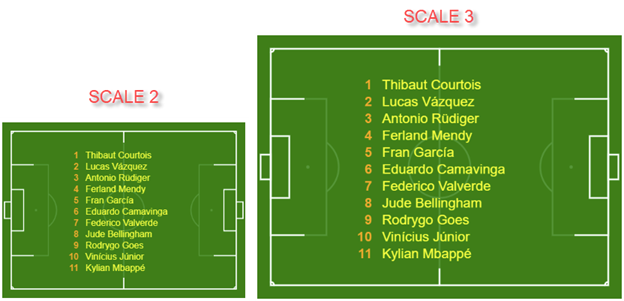 SCALE 2
1 Thibaut Courtois
2 Lucas Vázquez
3 Antonio Rüdiger
4 Ferland Mendy
5 Fran García
6 Eduardo Camavinga
7 Federico Valverde
8 Jude Bellingham
9 Rodrygo Goes
10 Vinícius Júnior
11 Kylian Mbappé
SCALE 3
1 Thibaut Courtois
2 Lucas Vázquez
3 Antonio Rüdiger
4 Ferland Mendy
5 Fran García
6 Eduardo Camavinga
7 Federico Valverde
8 Jude Bellingham
9 Rodrygo Goes
10 Vinícius Júnior
11 Kylian Mbappé